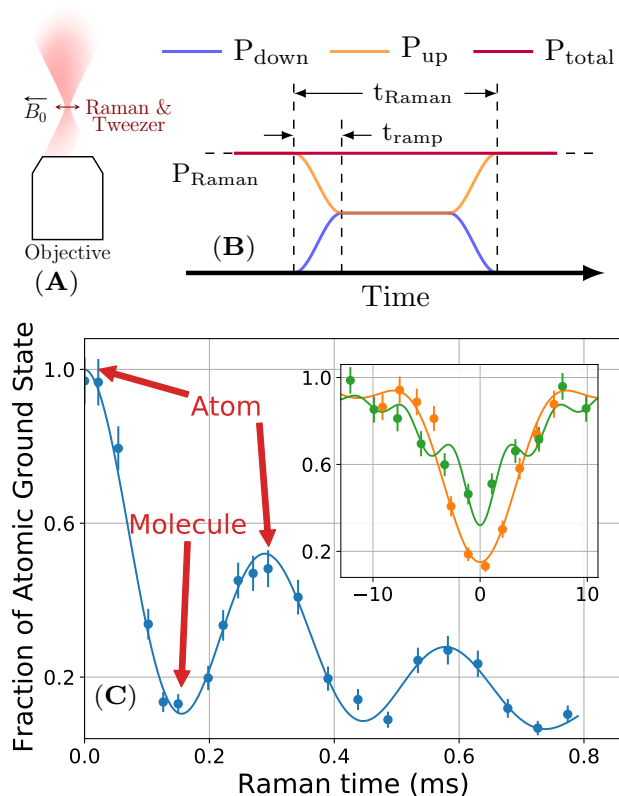 P_down P_up P_total
B_0
Raman &
Tweezer
Objective
(A)
t_Raman
t_ramp
P_Raman
(B)
Time
Fraction of Atomic Ground State
1.0
0.6
0.2
Atom
Molecule
(C)
1.0
0.6
0.2
−10 0 10
0.0 0.2 0.4 0.6 0.8
Raman time (ms)